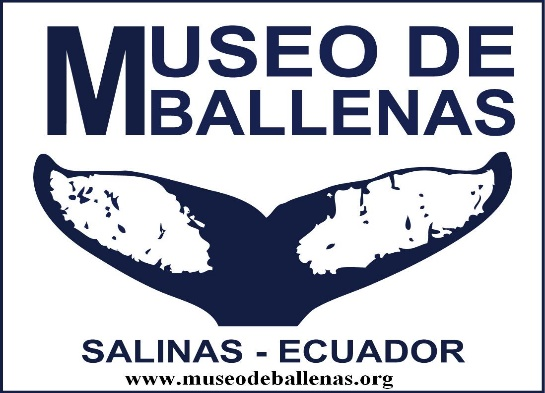 MUSEO DE
BALLENAS
SALINAS - ECUADOR
www.museodeballenas.org